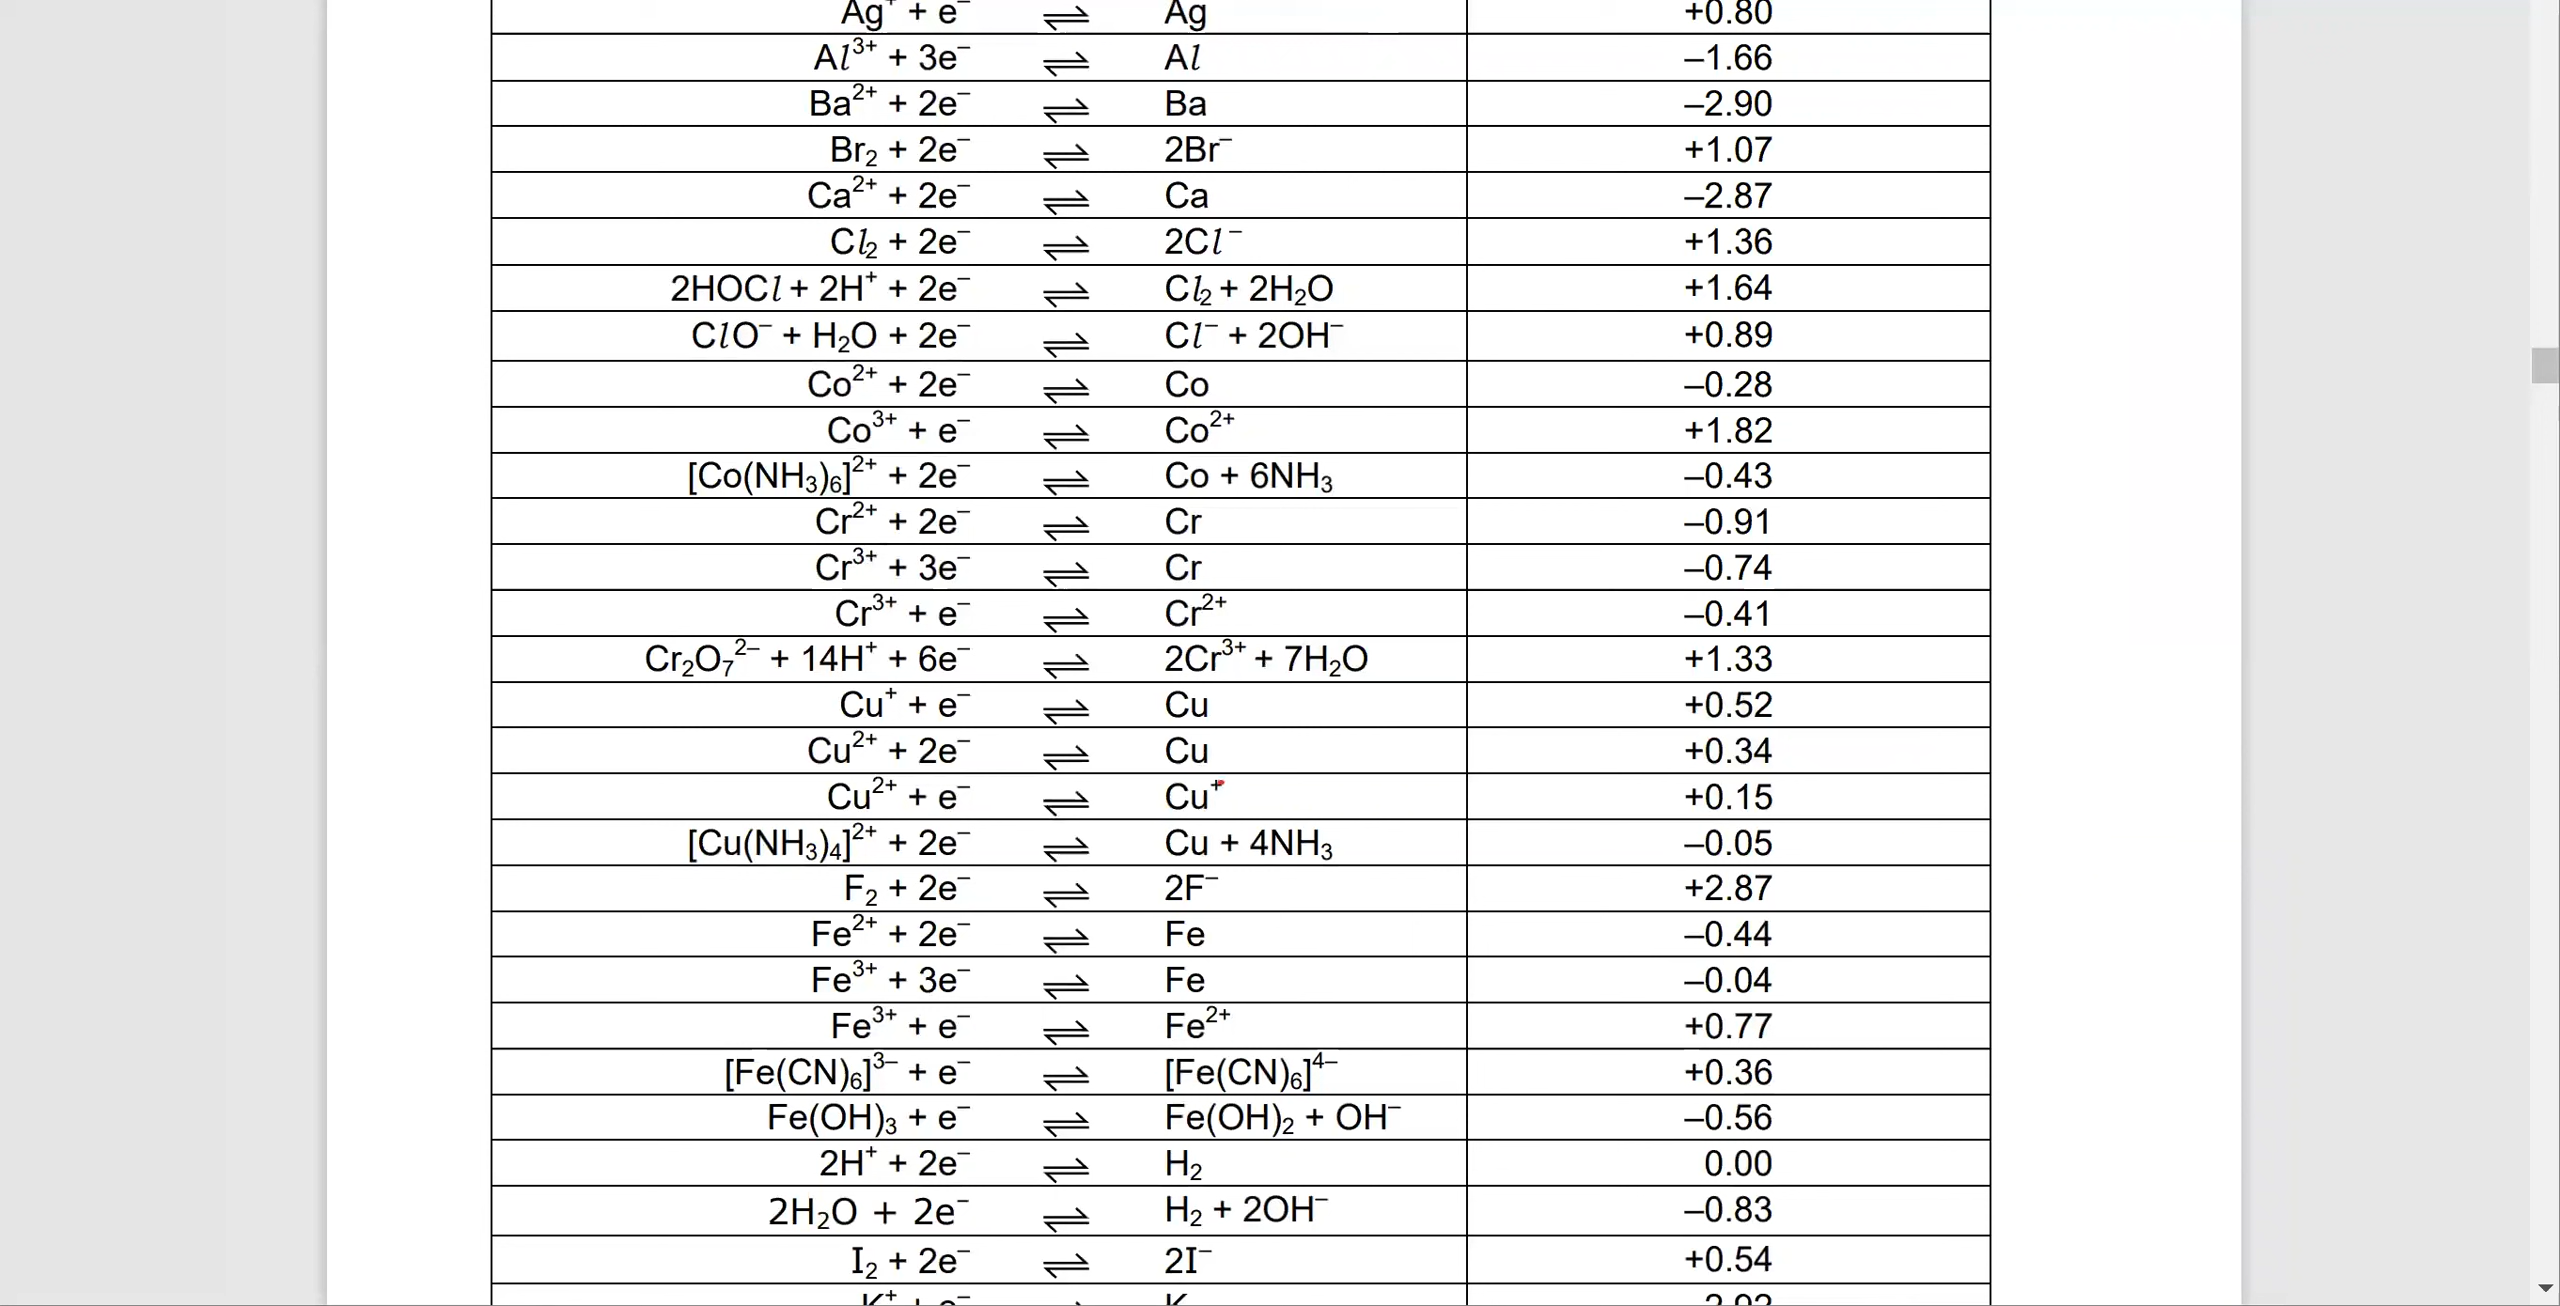 Ag⁺ + e⁻ ⇌ Ag +0.80
Al³⁺ + 3e⁻ ⇌ Al –1.66
Ba²⁺ + 2e⁻ ⇌ Ba –2.90
Br₂ + 2e⁻ ⇌ 2Br⁻ +1.07
Ca²⁺ + 2e⁻ ⇌ Ca –2.87
Cl₂ + 2e⁻ ⇌ 2Cl⁻ +1.36
2HOCl + 2H⁺ + 2e⁻ ⇌ Cl₂ + 2H₂O +1.64
ClO⁻ + H₂O + 2e⁻ ⇌ Cl⁻ + 2OH⁻ +0.89
Co²⁺ + 2e⁻ ⇌ Co –0.28
Co³⁺ + e⁻ ⇌ Co²⁺ +1.82
[Co(NH₃)₆]²⁺ + 2e⁻ ⇌ Co + 6NH₃ –0.43
Cr²⁺ + 2e⁻ ⇌ Cr –0.91
Cr³⁺ + 3e⁻ ⇌ Cr –0.74
Cr³⁺ + e⁻ ⇌ Cr²⁺ –0.41
Cr₂O₇²⁻ + 14H⁺ + 6e⁻ ⇌ 2Cr³⁺ + 7H₂O +1.33
Cu⁺ + e⁻ ⇌ Cu +0.52
Cu²⁺ + 2e⁻ ⇌ Cu +0.34
Cu²⁺ + e⁻ ⇌ Cu⁺ +0.15
[Cu(NH₃)₄]²⁺ + 2e⁻ ⇌ Cu + 4NH₃ –0.05
F₂ + 2e⁻ ⇌ 2F⁻ +2.87
Fe²⁺ + 2e⁻ ⇌ Fe –0.44
Fe³⁺ + 3e⁻ ⇌ Fe –0.04
Fe³⁺ + e⁻ ⇌ Fe²⁺ +0.77
[Fe(CN)₆]³⁻ + e⁻ ⇌ [Fe(CN)₆]⁴⁻ +0.36
Fe(OH)₃ + e⁻ ⇌ Fe(OH)₂ + OH⁻ –0.56
2H⁺ + 2e⁻ ⇌ H₂ 0.00
2H₂O + 2e⁻ ⇌ H₂ + 2OH⁻ –0.83
I₂ + 2e⁻ ⇌ 2I⁻ +0.54